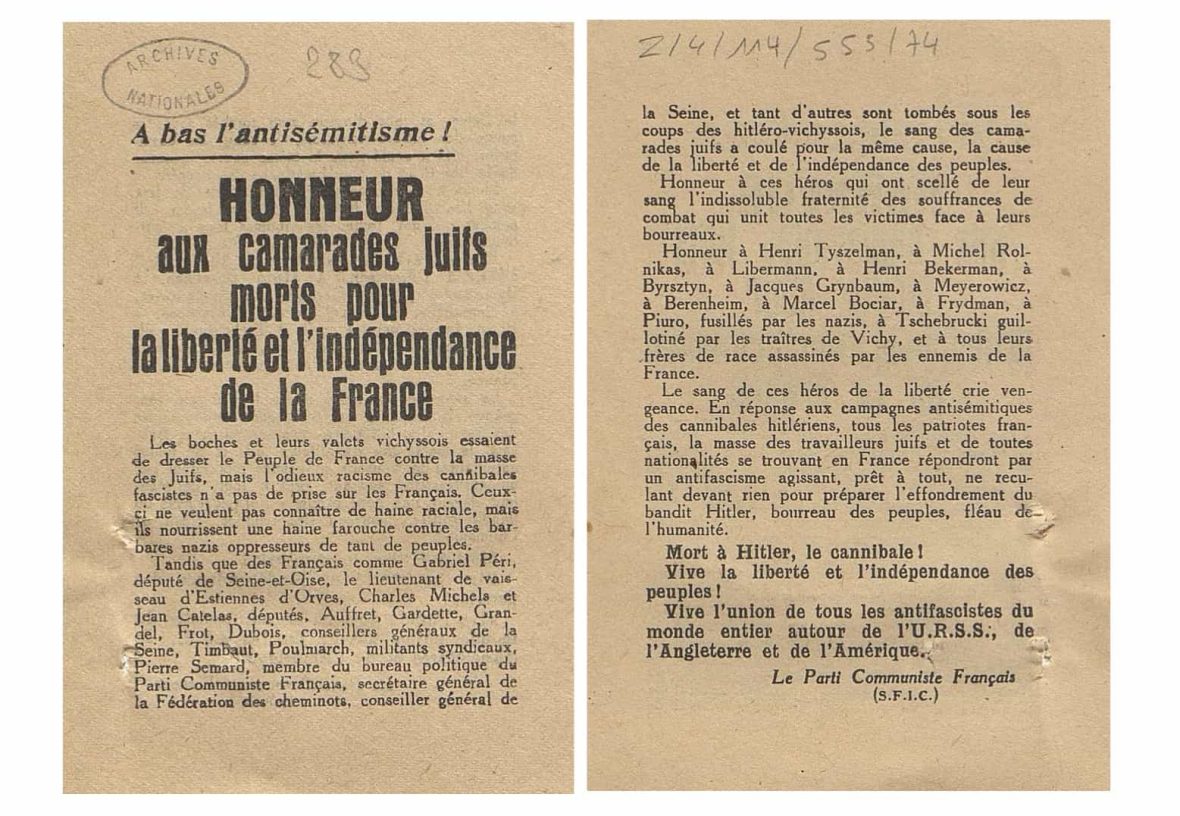 ARCHIVES
NATIONALES
289
A bas l'antisémitisme !
HONNEUR
aux camarades juifs
morts pour
la liberté et l'indépendance
de la France
Les boches et leurs valets vichyssois essaient
de dresser le Peuple de France contre la masse
des Juifs, mais l'odieux racisme des cannibales
fascistes n'a pas de prise sur les Français. Ceux-
ci ne veulent pas connaître de haine raciale, mais
ils nourrissent une haine farouche contre les bar-
bares nazis oppresseurs de tant de peuples.
Tandis que des Français comme Gabriel Péri,
député de Seine-et-Oise, le lieutenant de vais-
seau d'Estiennes d'Orves, Charles Michels et
Jean Catelas, députés, Auffret, Gardette, Gran-
del, Frot, Dubois, conseillers généraux de la
Seine, Timbaut, Poulmarch, militants syndicaux,
Pierre Semard, membre du bureau politique du
Parti Communiste Français, secrétaire général de
la Fédération des cheminots, conseiller général de
Z/4/114/553/74
la Seine, et tant d'autres sont tombés sous les
coups des hitléro-vichyssois, le sang des cama-
rades juifs a coulé pour la même cause, la cause
de la liberté et de l'indépendance des peuples.
Honneur à ces héros qui ont scellé de leur
sang l'indissoluble fraternité des souffrances de
combat qui unit toutes les victimes face à leurs
bourreaux.
Honneur à Henri Tyszelman, à Michel Rol-
nikas, à Libermann, à Henri Bekerman, à
Byrsztyn, à Jacques Grynbaum, à Meyerowicz,
à Berenheim, à Marcel Bociar, à Frydman, à
Piuro, fusillés par les nazis, à Tschebrucki guil-
lotiné par les traîtres de Vichy, et à tous leurs
frères de race assassinés par les ennemis de la
France.
Le sang de ces héros de la liberté crie ven-
geance. En réponse aux campagnes antisémitiques
des cannibales hitlériens, tous les patriotes fran-
çais, la masse des travailleurs juifs et de toutes
nationalités se trouvant en France répondront par
un antifascisme agissant, prêt à tout, ne recu-
lant devant rien pour préparer l'effondrement du
bandit Hitler, bourreau des peuples, fléau de
l'humanité.
Mort à Hitler, le cannibale !
Vive la liberté et l'indépendance des
peuples !
Vive l'union de tous les antifascistes du
monde entier autour de l'U.R.S.S., de
l'Angleterre et de l'Amérique.
Le Parti Communiste Français
(S.F.I.C.)